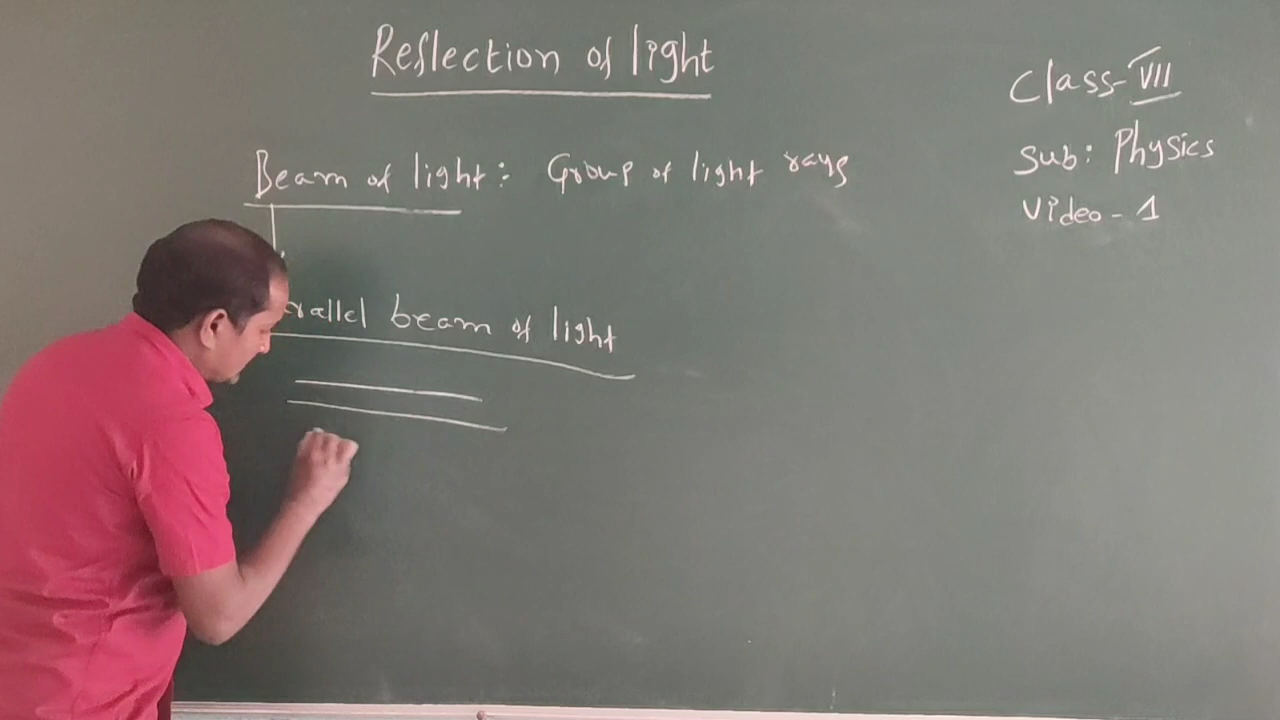 Reflection of light
Class-VII
Beam of light: Group of light rays
Sub: Physics
Video-1
rallel beam of light